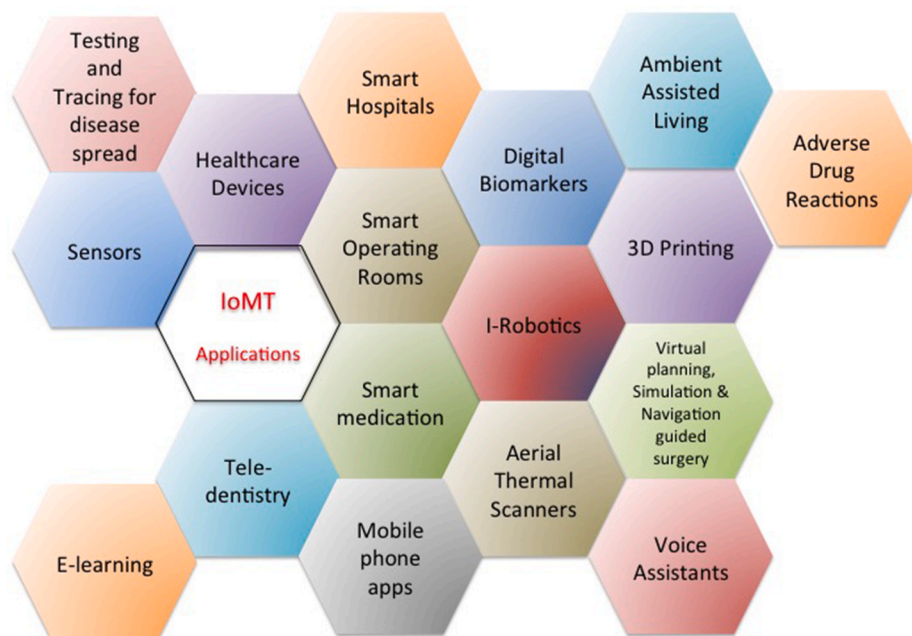 Testing
and
Tracing for
disease
spread
Smart
Hospitals
Ambient
Assisted
Living
Healthcare
Devices
Digital
Biomarkers
Adverse
Drug
Reactions
Sensors
Smart
Operating
Rooms
3D Printing
IoMT
Applications
I-Robotics
Smart
medication
Virtual
planning,
Simulation &
Navigation
guided
surgery
Tele-
dentistry
Aerial
Thermal
Scanners
E-learning
Mobile
phone
apps
Voice
Assistants